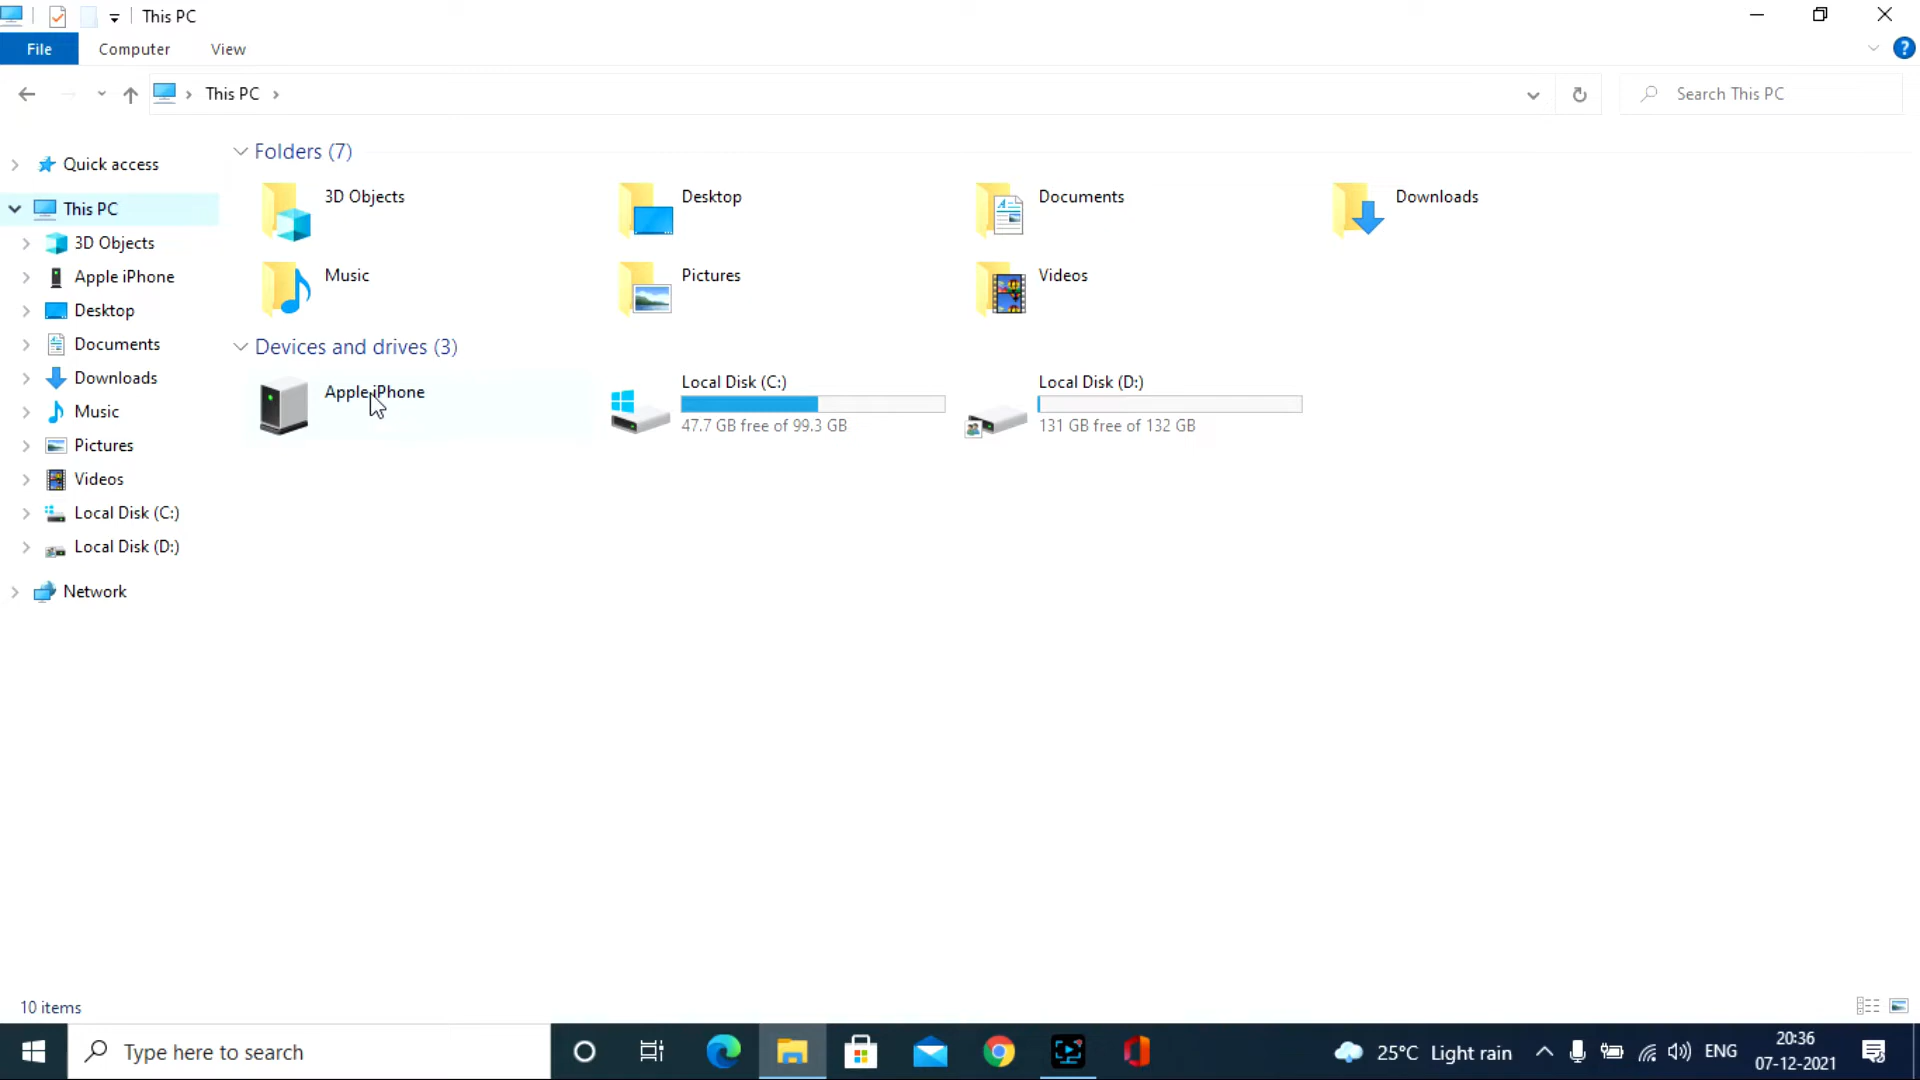 This PC
File
Computer
View
This PC
Search This PC
Quick access
This PC
3D Objects
Apple iPhone
Desktop
Documents
Downloads
Music
Pictures
Videos
Local Disk (C:)
Local Disk (D:)
Network
Folders (7)
3D Objects
Desktop
Documents
Downloads
Music
Pictures
Videos
Devices and drives (3)
Apple iPhone
Local Disk (C:)
47.7 GB free of 99.3 GB
Local Disk (D:)
131 GB free of 132 GB
10 items
Type here to search
25°C Light rain
ENG
20:36
07-12-2021